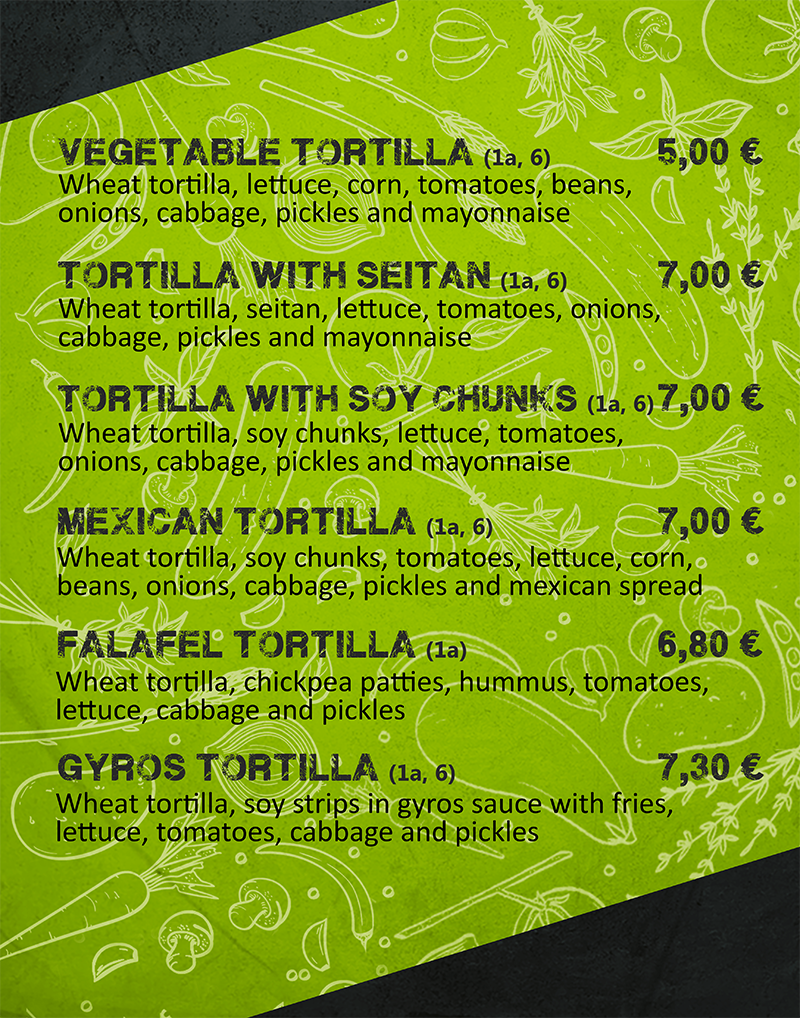 VEGETABLE TORTILLA (1a, 6) 5,00 €
Wheat tortilla, lettuce, corn, tomatoes, beans,
onions, cabbage, pickles and mayonnaise
TORTILLA WITH SEITAN (1a, 6) 7,00 €
Wheat tortilla, seitan, lettuce, tomatoes, onions,
cabbage, pickles and mayonnaise
TORTILLA WITH SOY CHUNKS (1a, 6) 7,00 €
Wheat tortilla, soy chunks, lettuce, tomatoes,
onions, cabbage, pickles and mayonnaise
MEXICAN TORTILLA (1a, 6) 7,00 €
Wheat tortilla, soy chunks, tomatoes, lettuce, corn,
beans, onions, cabbage, pickles and mexican spread
FALAFEL TORTILLA (1a) 6,80 €
Wheat tortilla, chickpea patties, hummus, tomatoes,
lettuce, cabbage and pickles
GYROS TORTILLA (1a, 6) 7,30 €
Wheat tortilla, soy strips in gyros sauce with fries,
lettuce, tomatoes, cabbage and pickles